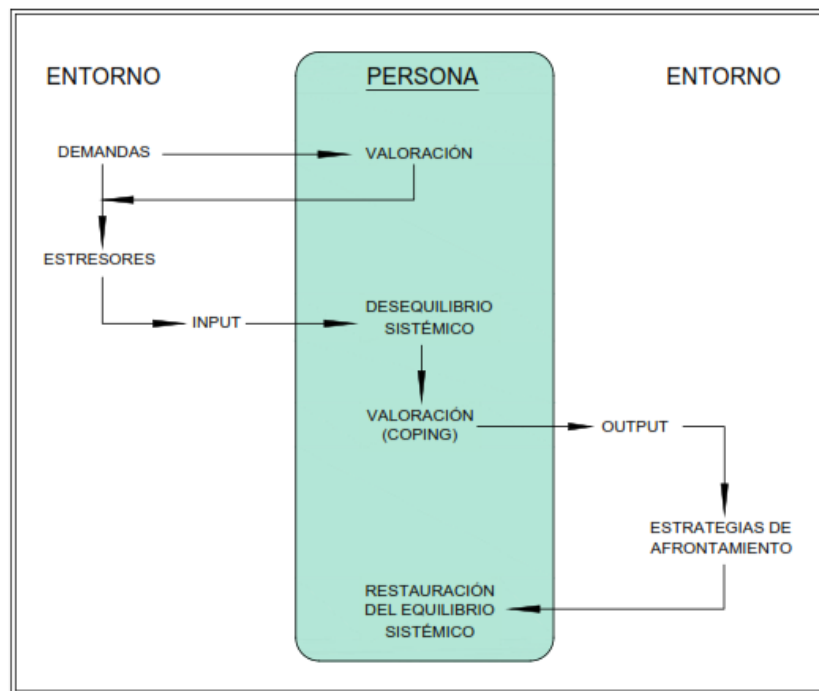 ENTORNO
PERSONA
ENTORNO
DEMANDAS
VALORACIÓN
ESTRESORES
INPUT
DESEQUILIBRIO
SISTÉMICO
VALORACIÓN
(COPING)
OUTPUT
ESTRATEGIAS DE
AFRONTAMIENTO
RESTAURACIÓN
DEL EQUILIBRIO
SISTÉMICO